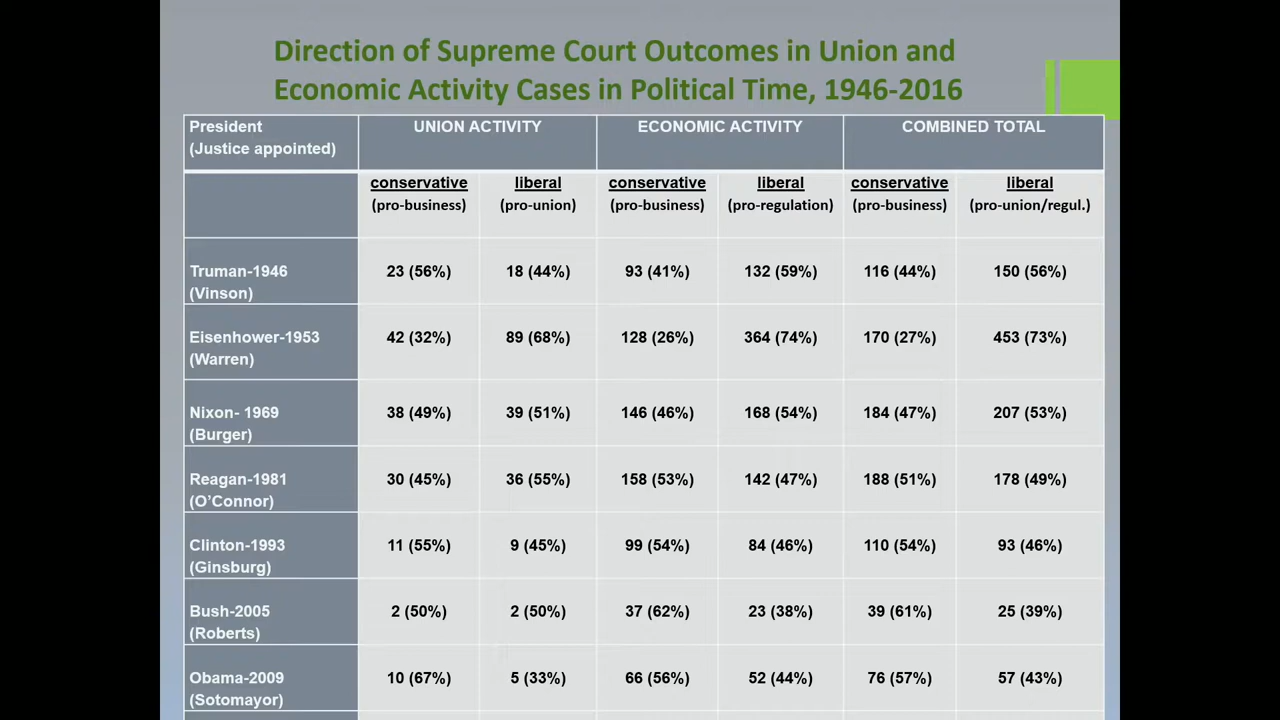 Direction of Supreme Court Outcomes in Union and
Economic Activity Cases in Political Time, 1946-2016
President
(Justice appointed)
UNION ACTIVITY
ECONOMIC ACTIVITY
COMBINED TOTAL
conservative
(pro-business)
liberal
(pro-union)
conservative
(pro-business)
liberal
(pro-regulation)
conservative
(pro-business)
liberal
(pro-union/regul.)
Truman-1946
(Vinson)
23 (56%)
18 (44%)
93 (41%)
132 (59%)
116 (44%)
150 (56%)
Eisenhower-1953
(Warren)
42 (32%)
89 (68%)
128 (26%)
364 (74%)
170 (27%)
453 (73%)
Nixon- 1969
(Burger)
38 (49%)
39 (51%)
146 (46%)
168 (54%)
184 (47%)
207 (53%)
Reagan-1981
(O’Connor)
30 (45%)
36 (55%)
158 (53%)
142 (47%)
188 (51%)
178 (49%)
Clinton-1993
(Ginsburg)
11 (55%)
9 (45%)
99 (54%)
84 (46%)
110 (54%)
93 (46%)
Bush-2005
(Roberts)
2 (50%)
2 (50%)
37 (62%)
23 (38%)
39 (61%)
25 (39%)
Obama-2009
(Sotomayor)
10 (67%)
5 (33%)
66 (56%)
52 (44%)
76 (57%)
57 (43%)